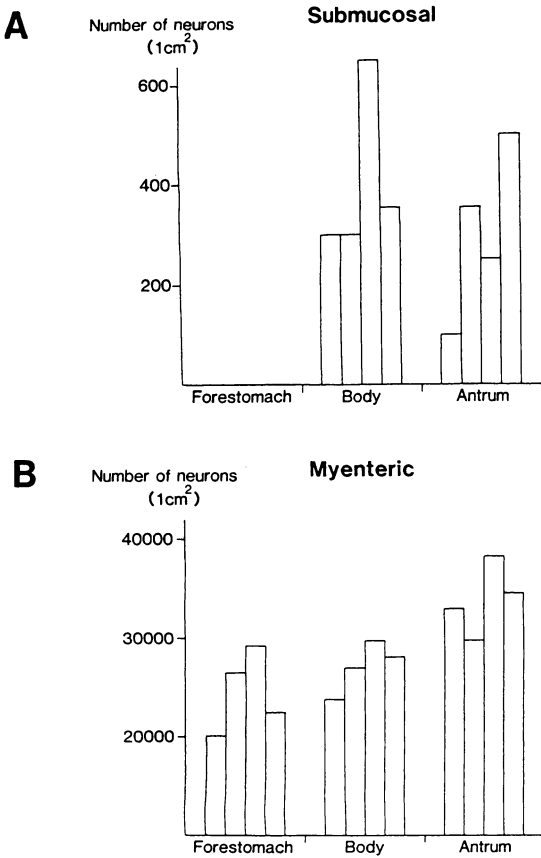 A
Submucosal
Number of neurons
(1cm²)
600
400
200
Forestomach Body Antrum
B
Myenteric
Number of neurons
(1cm²)
40000
30000
20000
Forestomach Body Antrum